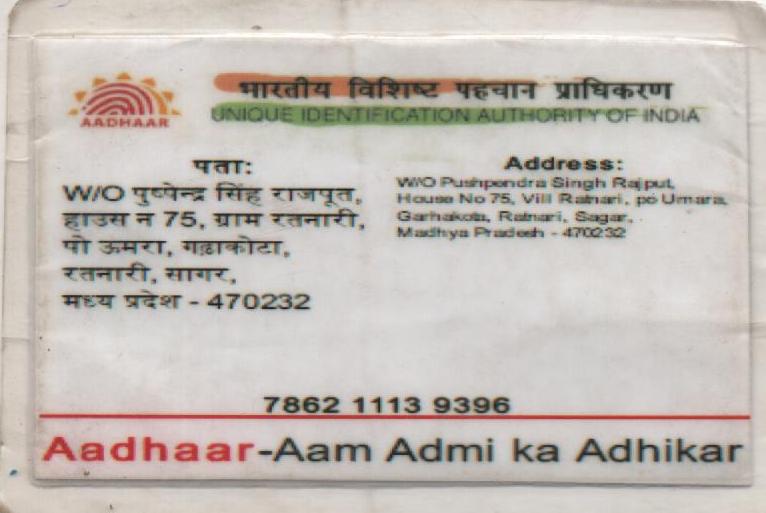 भारतीय विशिष्ट पहचान प्राधिकरण
UNIQUE IDENTIFICATION AUTHORITY OF INDIA
AADHAAR
पता:
W/O पुष्पेन्द्र सिंह राजपूत,
हाउस न 75, ग्राम रतनारी,
पो ऊमरा, गढ़ाकोटा,
रतनारी, सागर,
मध्य प्रदेश - 470232
Address:
W/O Pushpendra Singh Rajput,
House No 75, Vill Ratnari, po Umara,
Garhakota, Ratnari, Sagar,
Madhya Pradesh - 470232
7862 1113 9396
Aadhaar-Aam Admi ka Adhikar